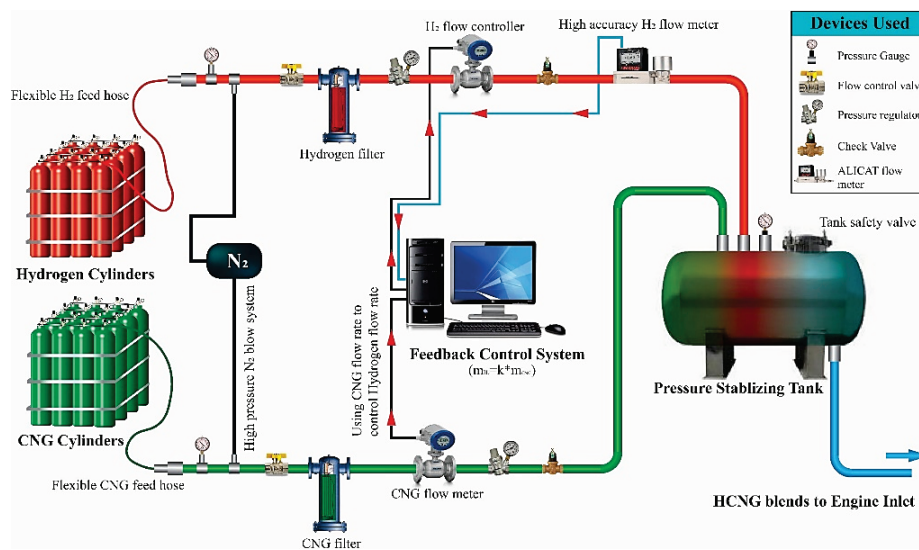 H₂ flow controller
High accuracy H₂ flow meter
Devices Used
Pressure Gauge
Flow control valve
Pressure regulator
Check Valve
ALICAT flow
meter
Flexible H₂ feed hose
Hydrogen filter
Hydrogen Cylinders
N₂
High pressure N₂ blow system
Using CNG flow rate to
control Hydrogen flow rate
Feedback Control System
Tank safety valve
Pressure Stablizing Tank
CNG Cylinders
Flexible CNG feed hose
CNG filter
CNG flow meter
HCNG blends to Engine Inlet